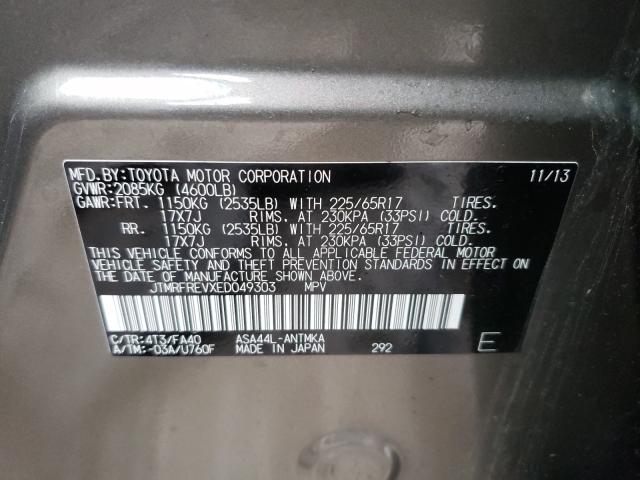 MFD.BY:TOYOTA MOTOR CORPORATION 11/13
GVWR:2085KG (4600LB)
GAWR:FRT. 1150KG (2535LB) WITH 225/65R17 TIRES.
17X7J RIMS. AT 230KPA (33PSI) COLD.
RR. 1150KG (2535LB) WITH 225/65R17 TIRES.
17X7J RIMS. AT 230KPA (33PSI) COLD.
THIS VEHICLE CONFORMS TO ALL APPLICABLE FEDERAL MOTOR
VEHICLE SAFETY AND THEFT PREVENTION STANDARDS IN EFFECT ON
THE DATE OF MANUFACTURE SHOWN ABOVE.
JTMRFREVXED049303 MPV
C/TR:4T3/FA40 ASA44L-ANTMKA
A/TM:-03A/U760F MADE IN JAPAN 292 E